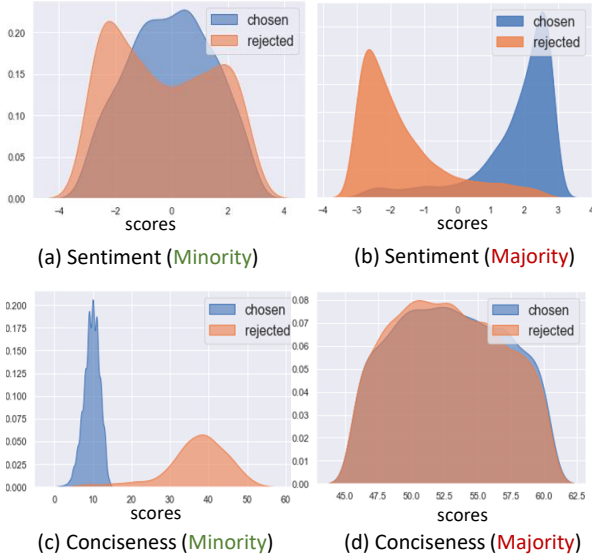 0.20
0.15
0.10
0.05
0.00
chosen
rejected
-4 -2 0 2 4
scores
(a) Sentiment (Minority)
chosen
rejected
-4 -3 -2 -1 0 1 2 3 4
scores
(b) Sentiment (Majority)
0.200
0.175
0.150
0.125
0.100
0.075
0.050
0.025
0.000
chosen
rejected
0 10 20 30 40 50 60
scores
(c) Conciseness (Minority)
0.08
0.07
0.06
0.05
0.04
0.03
0.02
0.01
0.00
chosen
rejected
45.0 47.5 50.0 52.5 55.0 57.5 60.0 62.5
scores
(d) Conciseness (Majority)